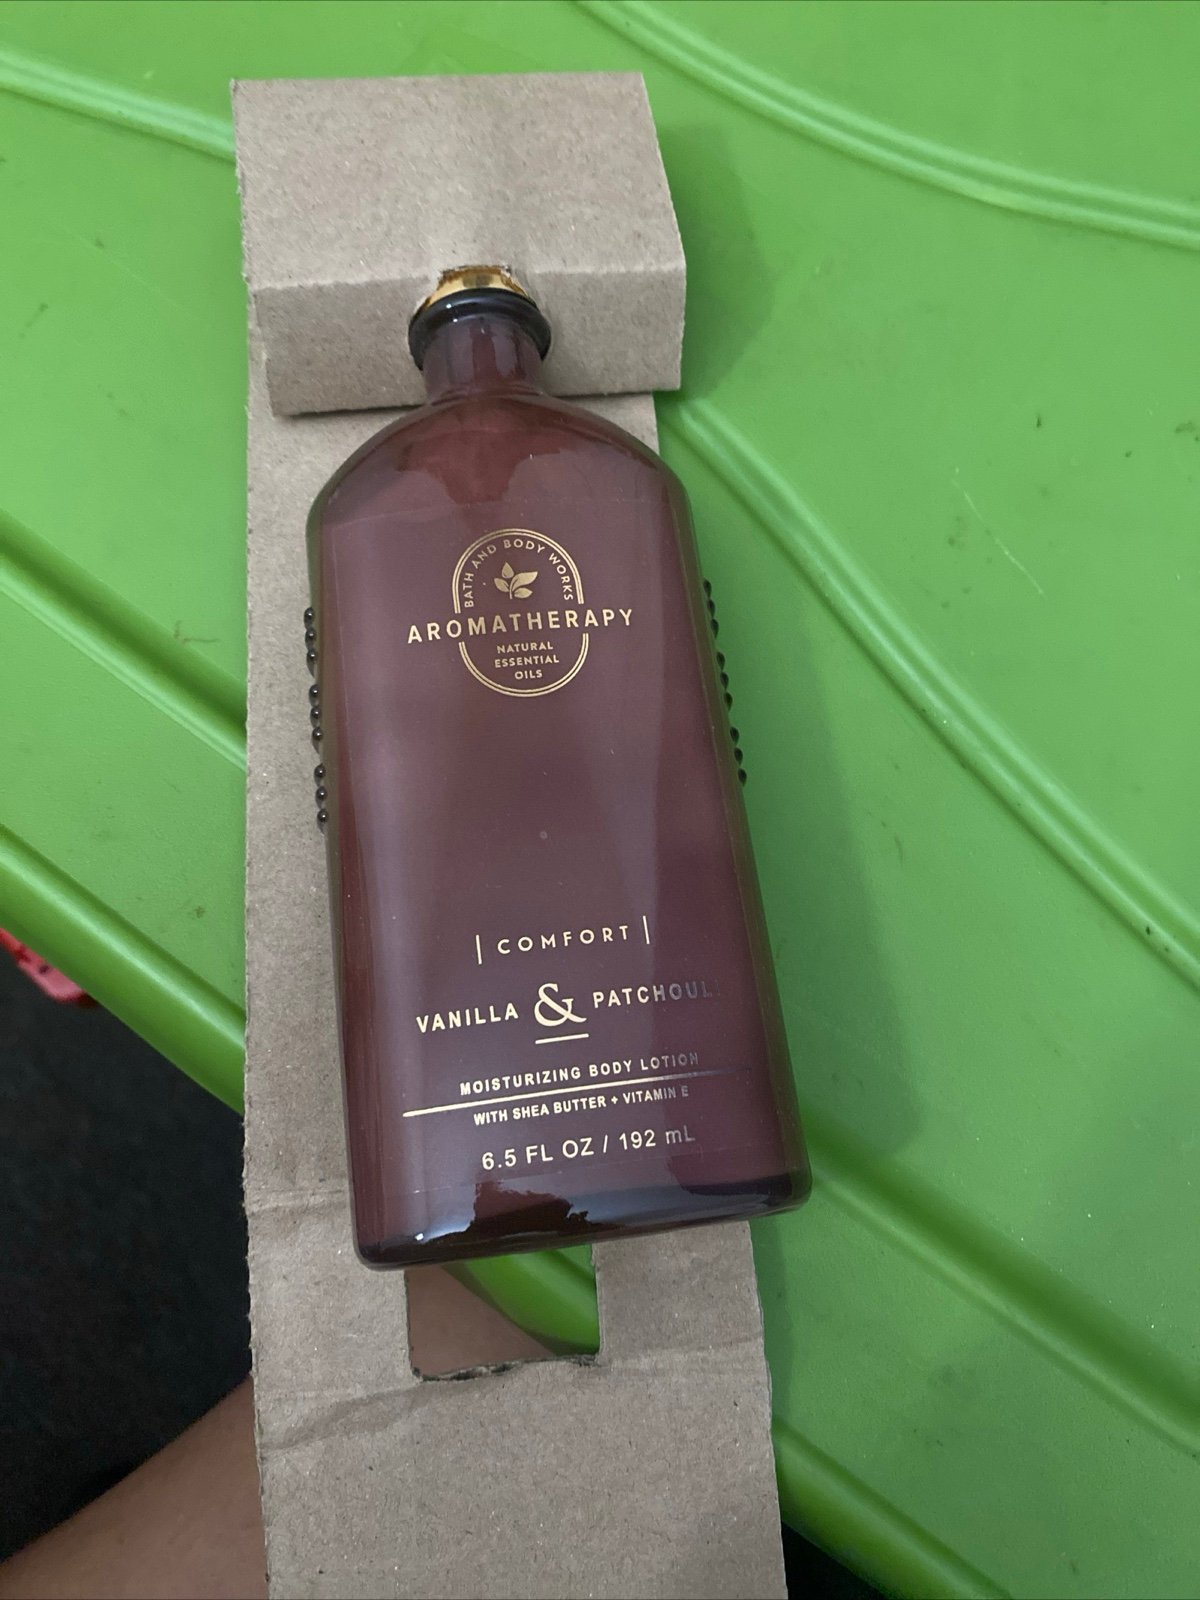 BATH AND BODY WORKS
AROMATHERAPY
NATURAL
ESSENTIAL
OILS
| COMFORT |
VANILLA & PATCHOULI
MOISTURIZING BODY LOTION
WITH SHEA BUTTER + VITAMIN E
6.5 FL OZ / 192 mL